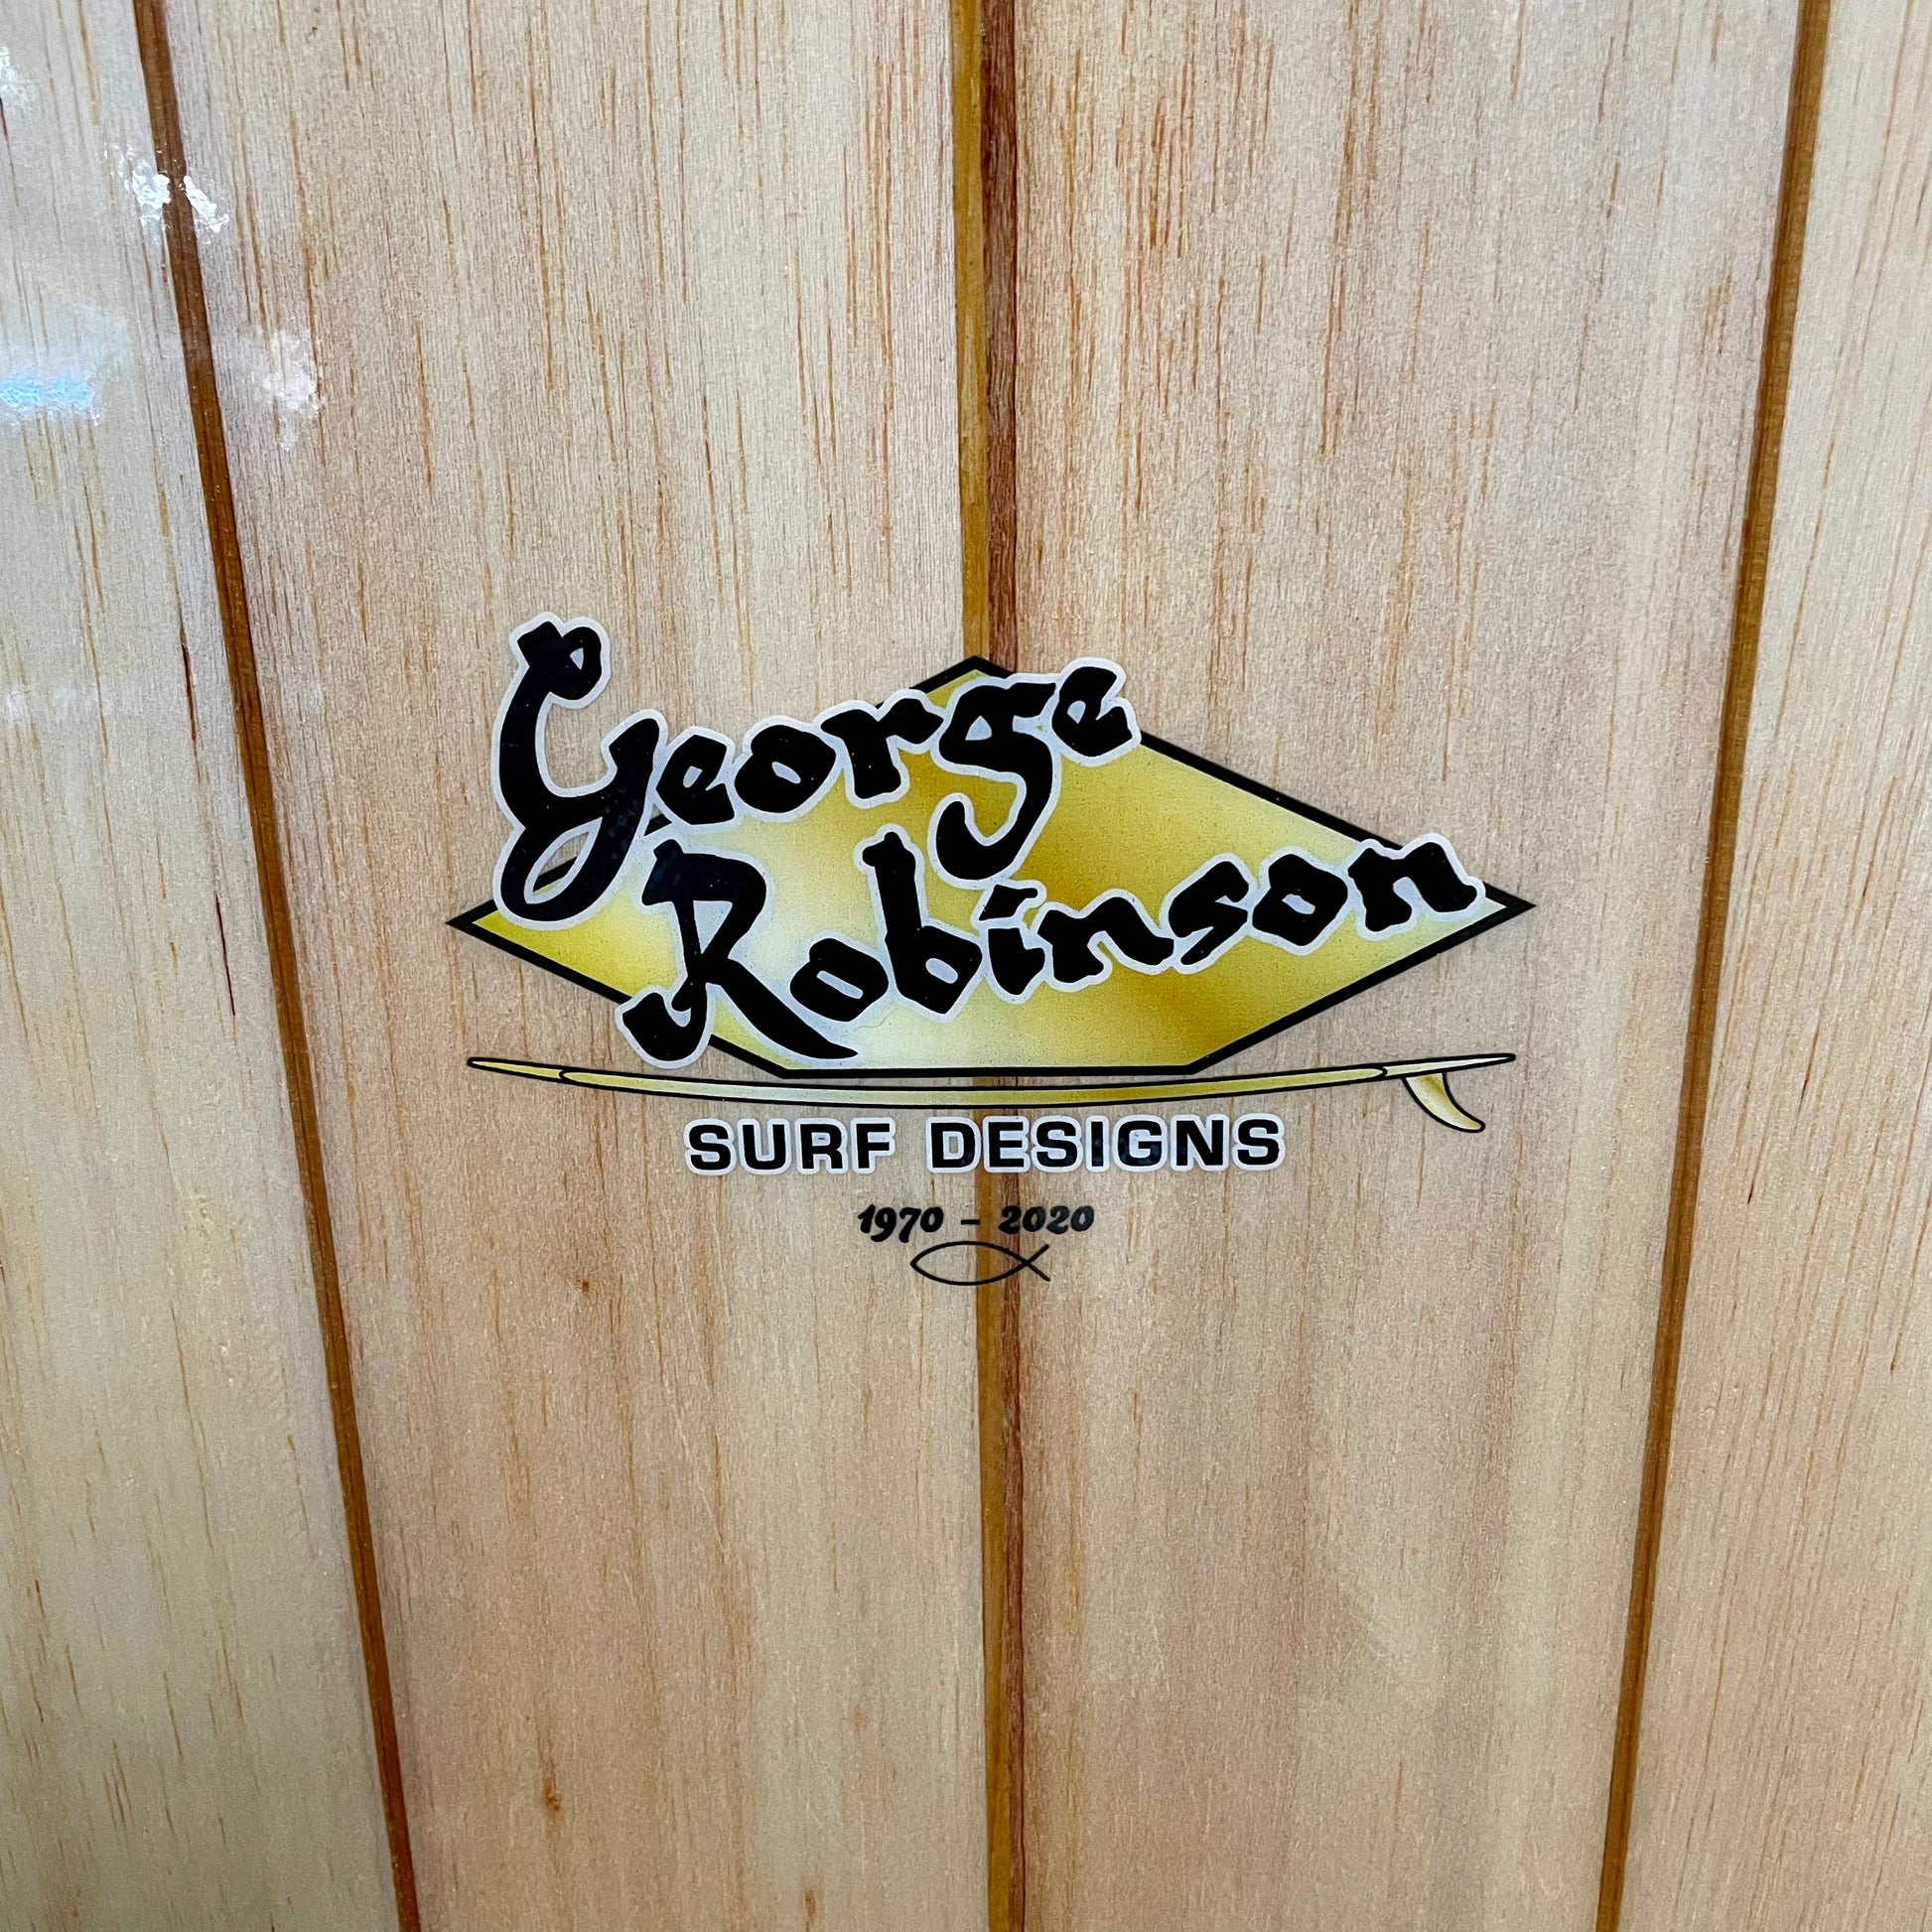 George
Robinson
SURF DESIGNS
1970 - 2020